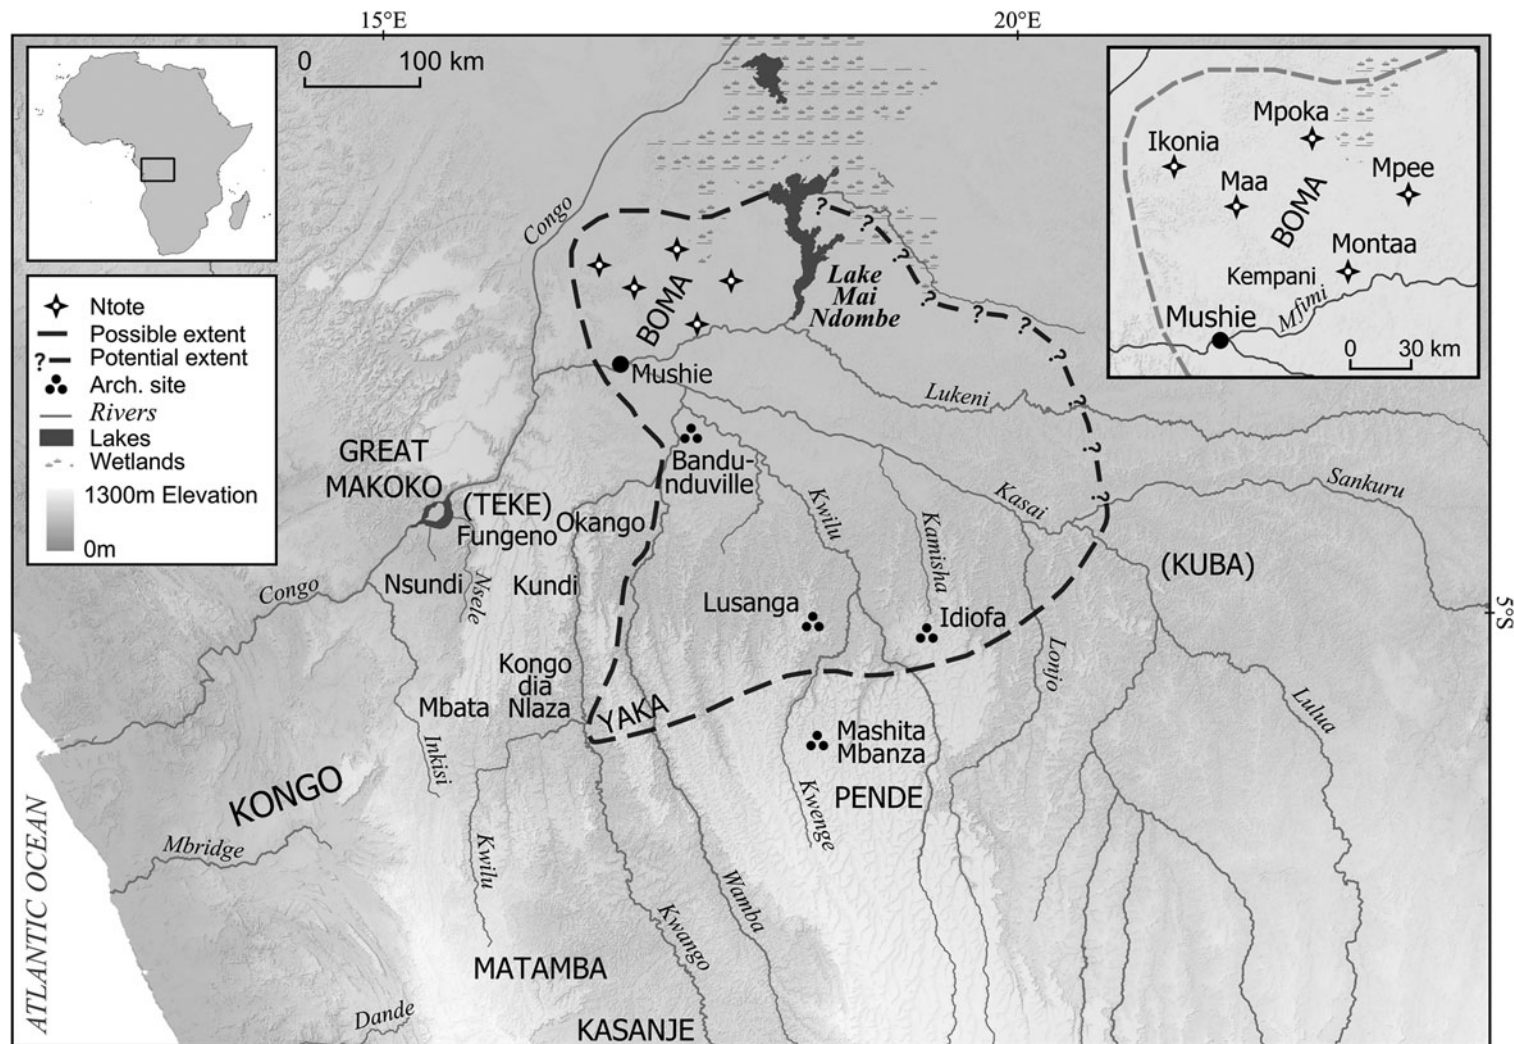 15°E
20°E
0
100 km
Ntote
Possible extent
? Potential extent
Arch. site
Rivers
Lakes
Wetlands
1300m Elevation
0m
Ikonia
Mpoka
Maa
Mpee
BOMA
Montaa
Kempani
Mfimi
Mushie
0
30 km
Congo
BOMA
Lake
Mai
Ndombe
?
?
?
?
?
?
?
?
?
?
Mushie
Lukeni
GREAT
MAKOKO
(TEKE)
Fungeno
Okango
Bandu-
nduville
Kwilu
Kamisha
Kasai
Sankuru
(KUBA)
Congo
Nsundi
Nsele
Kundi
Lusanga
Idiofa
5°S
Lonjo
Lulua
Kongo
dia
Nlaza
Mbata
YAKA
Inkisi
Mashita
Mbanza
PENDE
Kwenge
KONGO
Mbridge
Kwilu
Wamba
Kwango
ATLANTIC OCEAN
MATAMBA
Dande
KASANJE